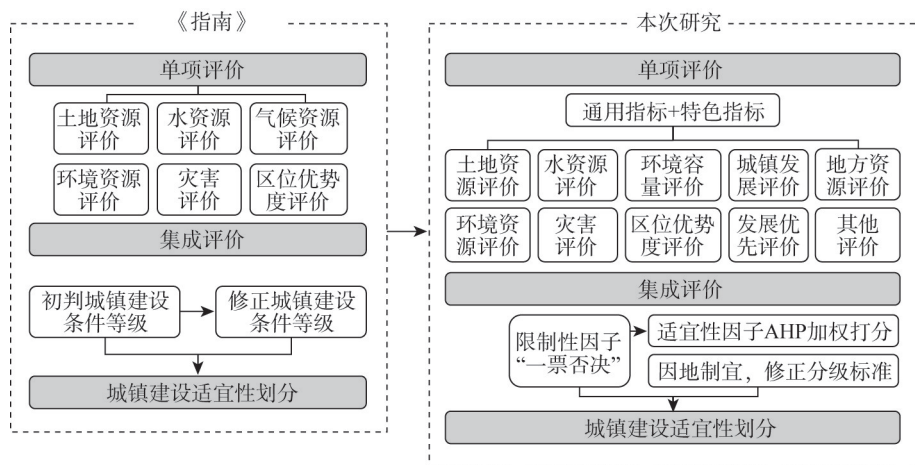 《指南》
单项评价
土地资源
评价
水资源
评价
气候资源
评价
环境资源
评价
灾害
评价
区位优势
度评价
集成评价
初判城镇建设
条件等级
修正城镇建设
条件等级
城镇建设适宜性划分
本次研究
单项评价
通用指标+特色指标
土地资
源评价
水资源
评价
环境容
量评价
城镇发
展评价
地方资
源评价
环境资
源评价
灾害
评价
区位优势
度评价
发展优
先评价
其他
评价
集成评价
限制性因子
“一票否决”
适宜性因子AHP加权打分
因地制宜，修正分级标准
城镇建设适宜性划分